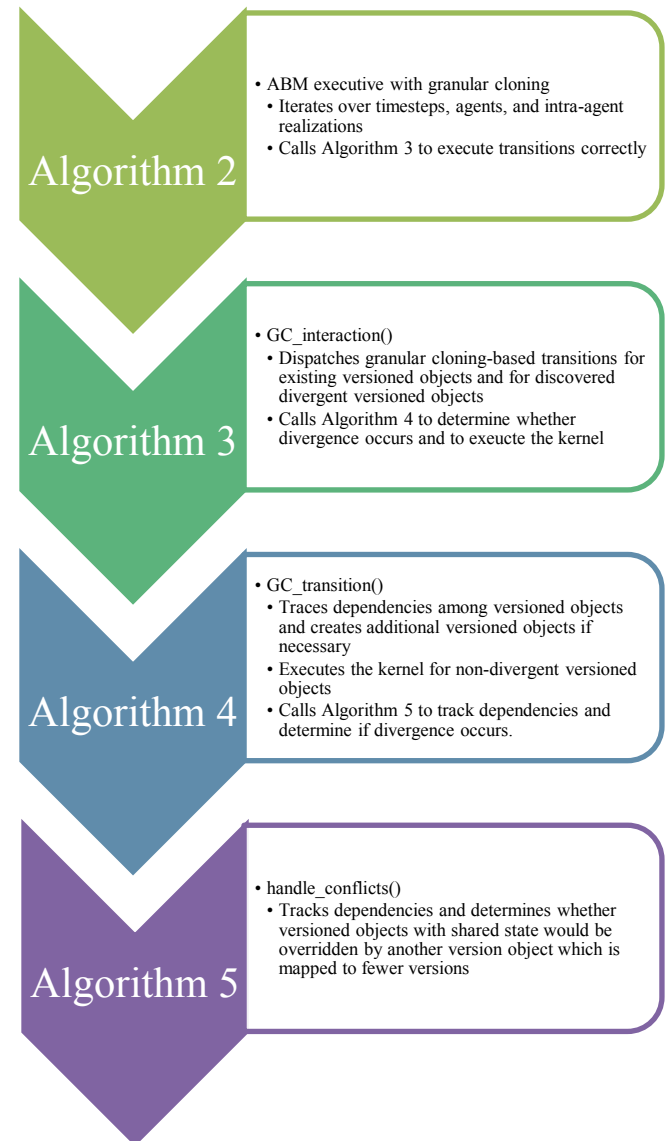 Algorithm 2
• ABM executive with granular cloning
• Iterates over timesteps, agents, and intra-agent
realizations
• Calls Algorithm 3 to execute transitions correctly
Algorithm 3
• GC_interaction()
• Dispatches granular cloning-based transitions for
existing versioned objects and for discovered
divergent versioned objects
• Calls Algorithm 4 to determine whether
divergence occurs and to exeucte the kernel
Algorithm 4
• GC_transition()
• Traces dependencies among versioned objects
and creates additional versioned objects if
necessary
• Executes the kernel for non-divergent versioned
objects
• Calls Algorithm 5 to track dependencies and
determine if divergence occurs.
Algorithm 5
• handle_conflicts()
• Tracks dependencies and determines whether
versioned objects with shared state would be
overridden by another version object which is
mapped to fewer versions